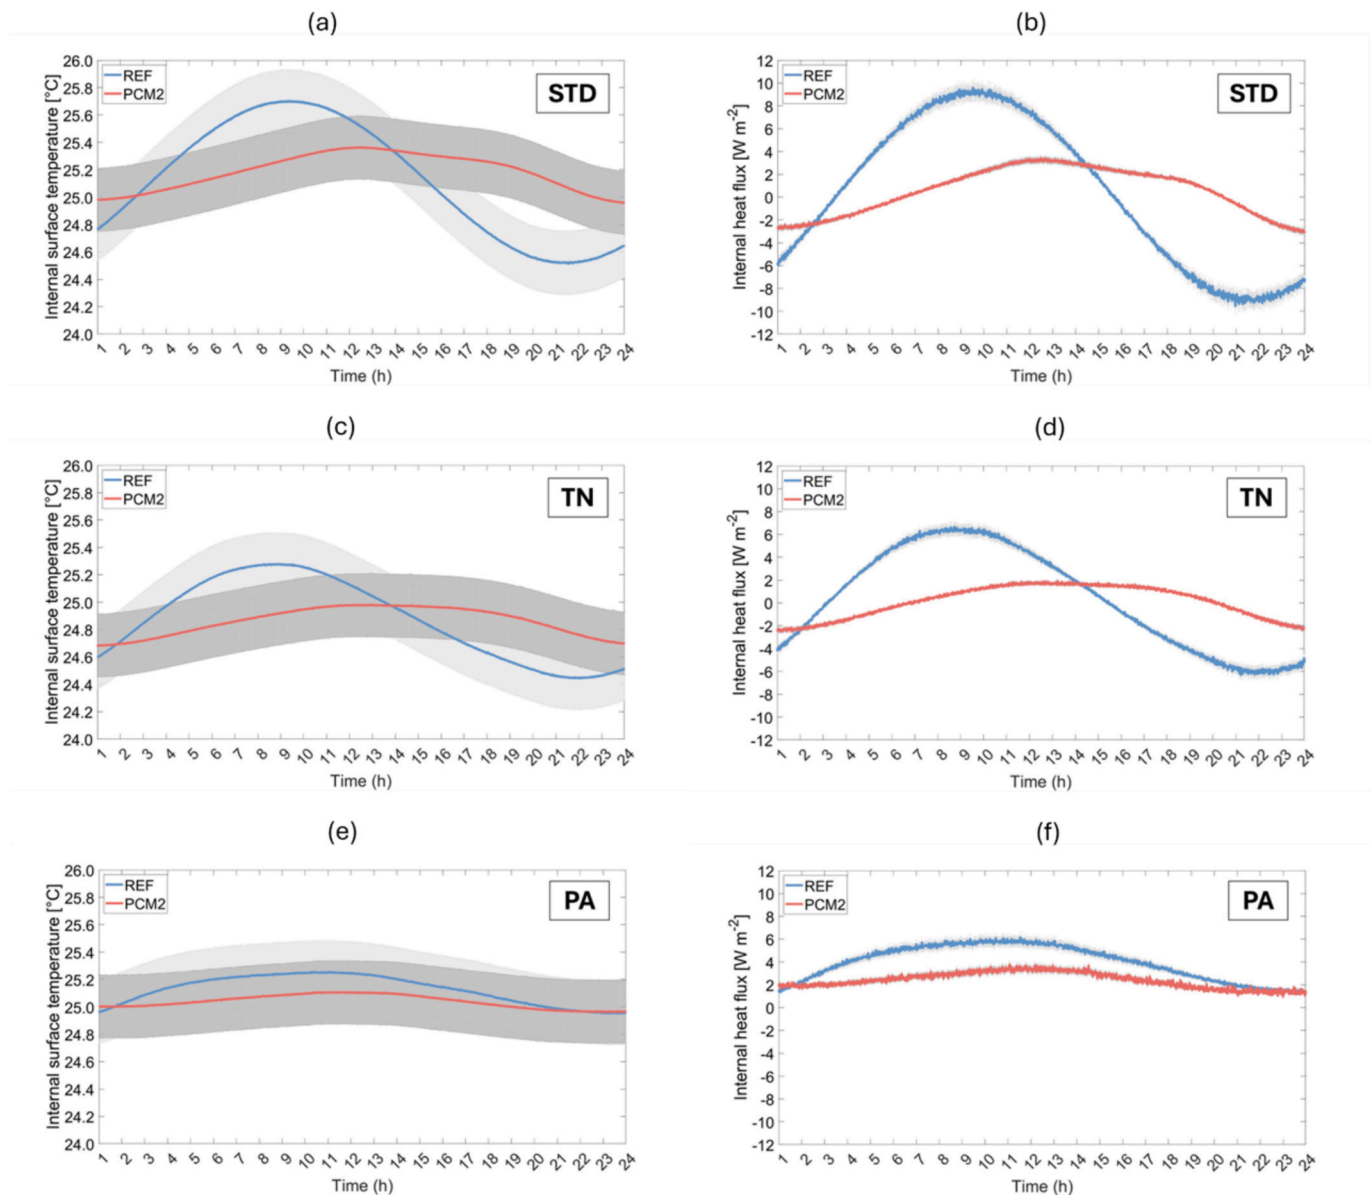 (a)
26.0
25.8
25.6
25.4
25.2
25.0
24.8
24.6
24.4
24.2
24.0
Internal surface temperature [°C]
REF
PCM2
STD
1 2 3 4 5 6 7 8 9 10 11 12 13 14 15 16 17 18 19 20 21 22 23 24
Time (h)
(b)
12
10
8
6
4
2
0
-2
-4
-6
-8
-10
-12
Internal heat flux [W m-2]
REF
PCM2
STD
1 2 3 4 5 6 7 8 9 10 11 12 13 14 15 16 17 18 19 20 21 22 23 24
Time (h)
(c)
26.0
25.8
25.6
25.4
25.2
25.0
24.8
24.6
24.4
24.2
24.0
Internal surface temperature [°C]
REF
PCM2
TN
1 2 3 4 5 6 7 8 9 10 11 12 13 14 15 16 17 18 19 20 21 22 23 24
Time (h)
(d)
12
10
8
6
4
2
0
-2
-4
-6
-8
-10
-12
Internal heat flux [W m-2]
REF
PCM2
TN
1 2 3 4 5 6 7 8 9 10 11 12 13 14 15 16 17 18 19 20 21 22 23 24
Time (h)
(e)
26.0
25.8
25.6
25.4
25.2
25.0
24.8
24.6
24.4
24.2
24.0
Internal surface temperature [°C]
REF
PCM2
PA
1 2 3 4 5 6 7 8 9 10 11 12 13 14 15 16 17 18 19 20 21 22 23 24
Time (h)
(f)
12
10
8
6
4
2
0
-2
-4
-6
-8
-10
-12
Internal heat flux [W m-2]
REF
PCM2
PA
1 2 3 4 5 6 7 8 9 10 11 12 13 14 15 16 17 18 19 20 21 22 23 24
Time (h)